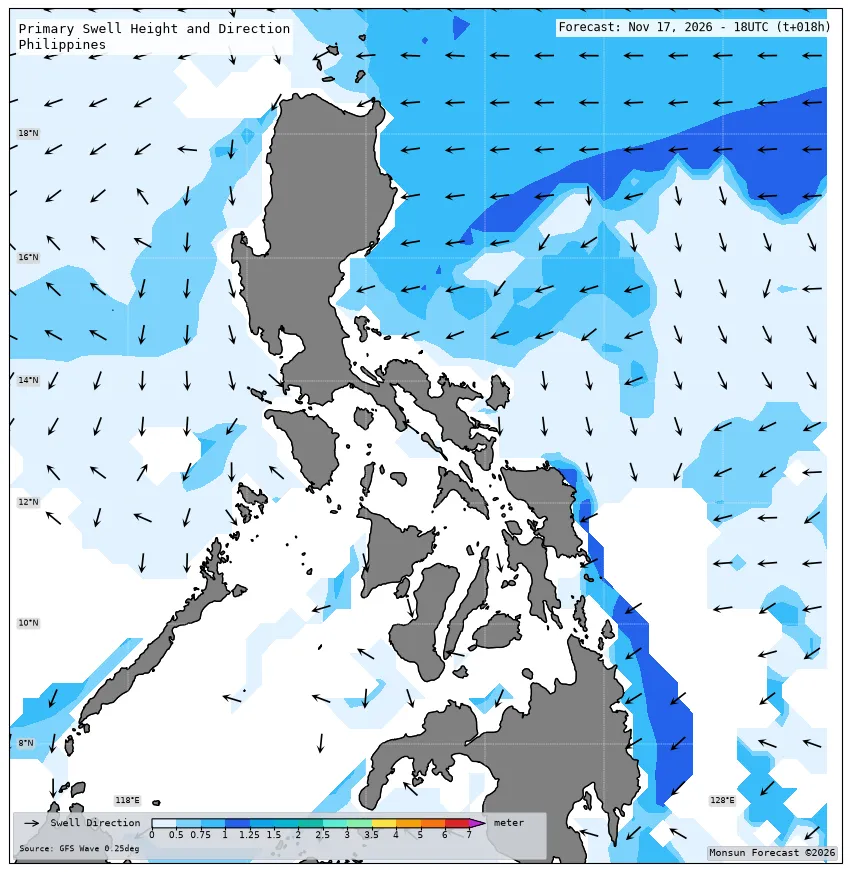 Primary Swell Height and Direction
Philippines
Forecast: Nov 17, 2026 - 18UTC (t+018h)
18°N
16°N
14°N
12°N
10°N
8°N
118°E
128°E
Swell Direction
0 0.5 0.75 1 1.25 1.5 2 2.5 3 3.5 4 5 6 7
meter
Source: GFS Wave 0.25deg
Monsun Forecast ©2026